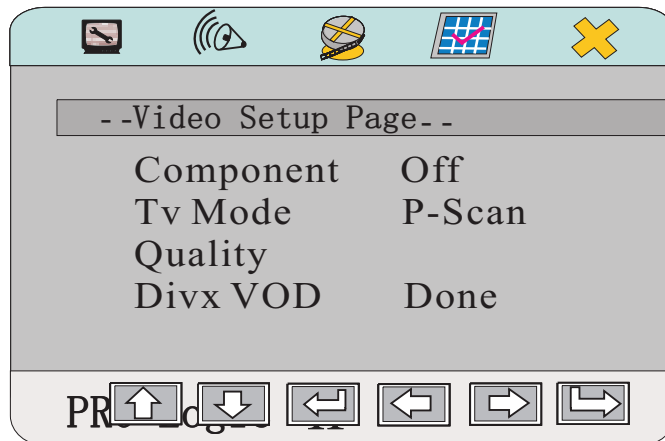 --Video Setup Page--
Component Off
Tv Mode P-Scan
Quality
Divx VOD Done